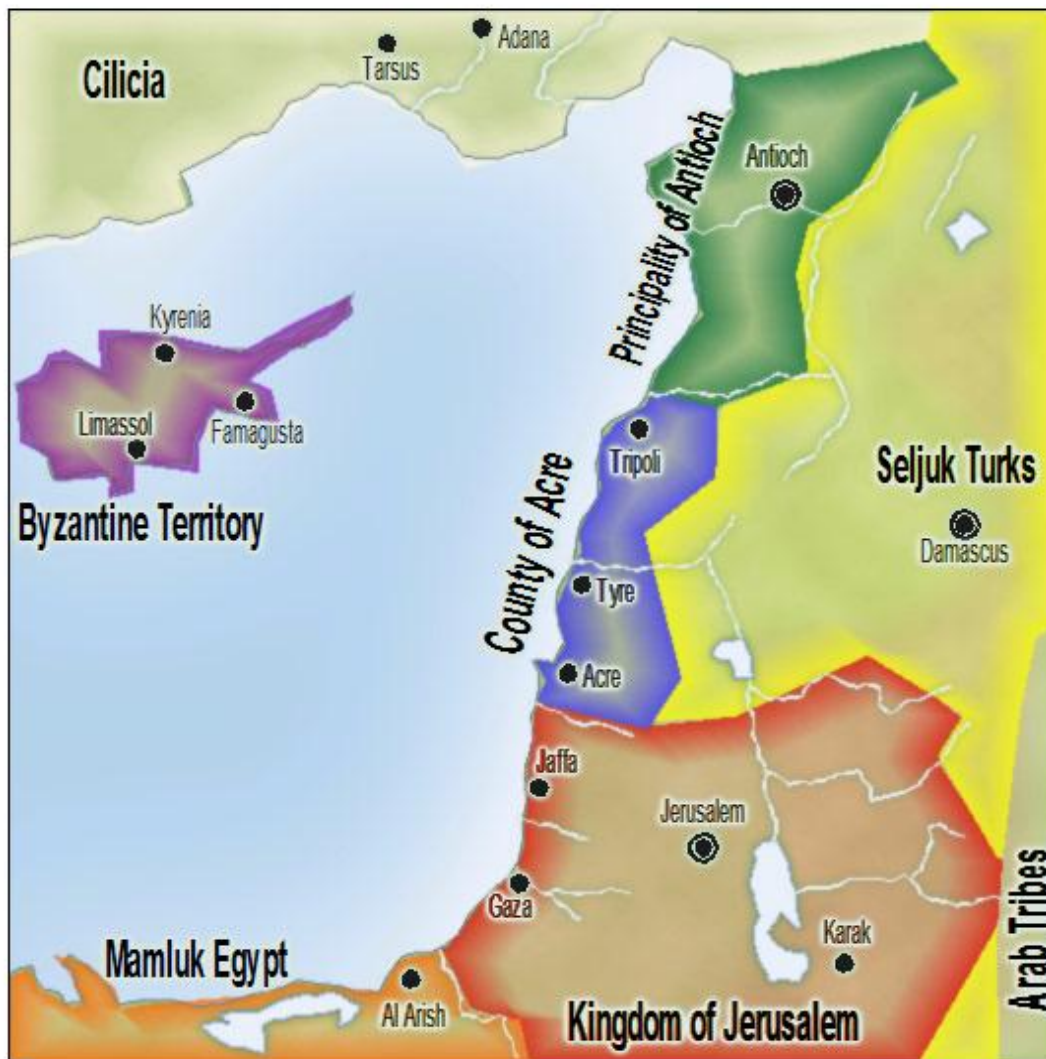 Adana
Tarsus
Cilicia
Antioch
Principality of Antioch
Kyrenia
Limassol
Famagusta
Tripoli
Seljuk Turks
Byzantine Territory
County of Acre
Damascus
Tyre
Acre
Jaffa
Jerusalem
Gaza
Karak
Arab Tribes
Mamluk Egypt
Al Arish
Kingdom of Jerusalem